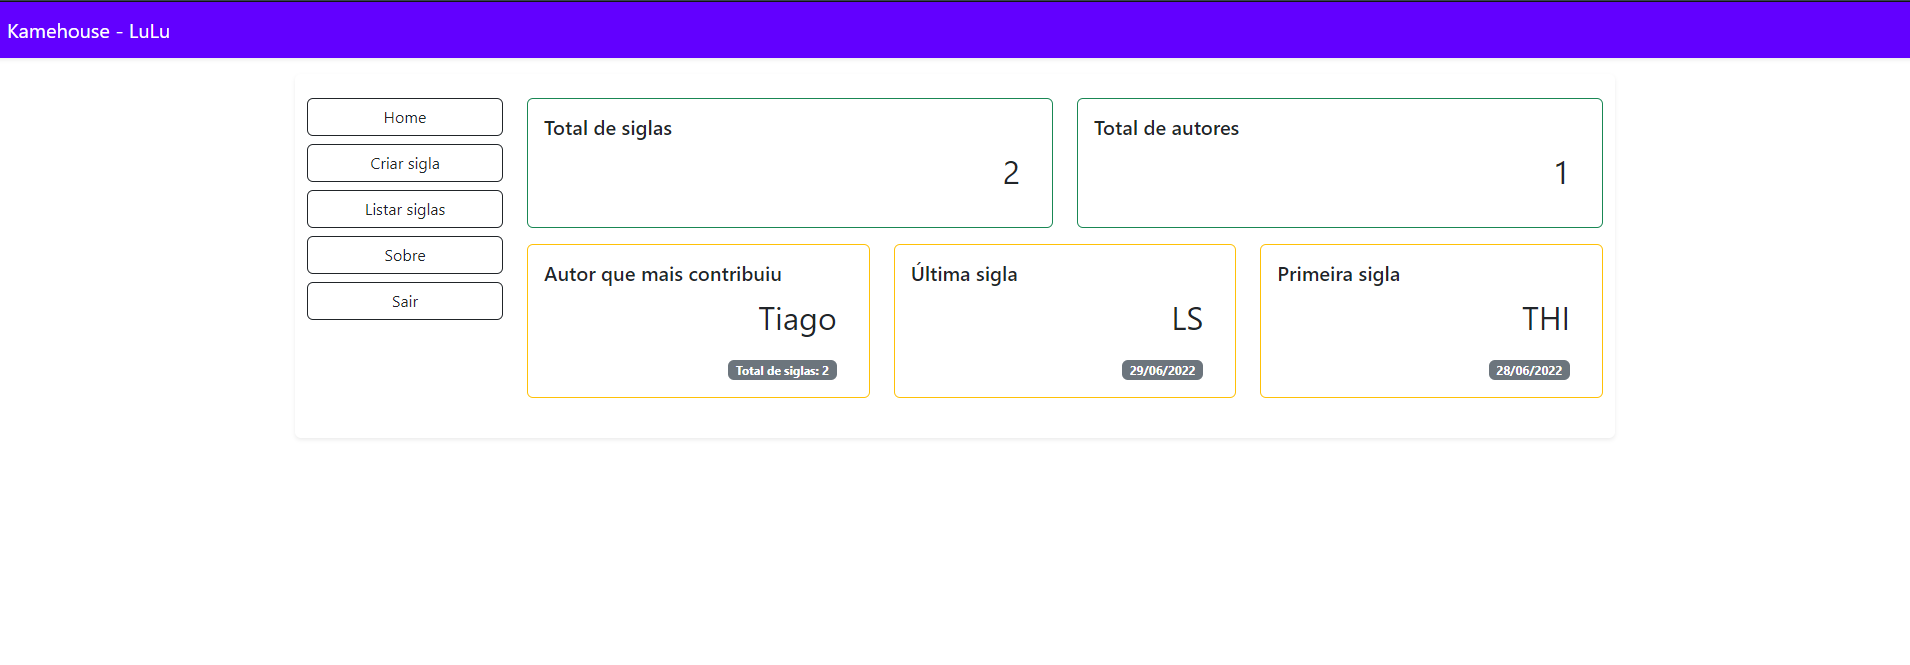 Kamehouse - LuLu
Home
Criar sigla
Listar siglas
Sobre
Sair
Total de siglas
2
Total de autores
1
Autor que mais contribuiu
Tiago
Total de siglas: 2
Última sigla
LS
29/06/2022
Primeira sigla
THI
28/06/2022